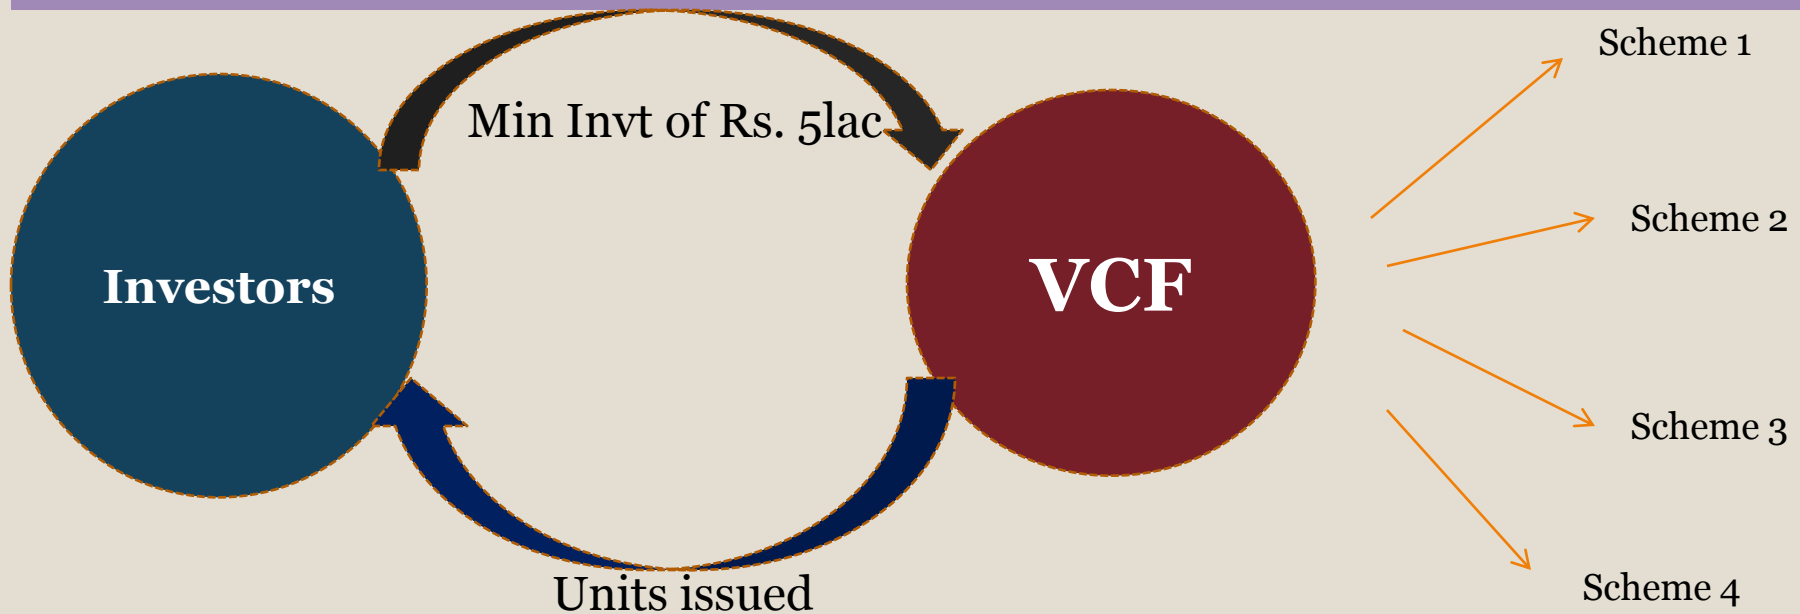 Scheme 1
Min Invt of Rs. 5lac
Scheme 2
Investors
VCF
Scheme 3
Units issued
Scheme 4